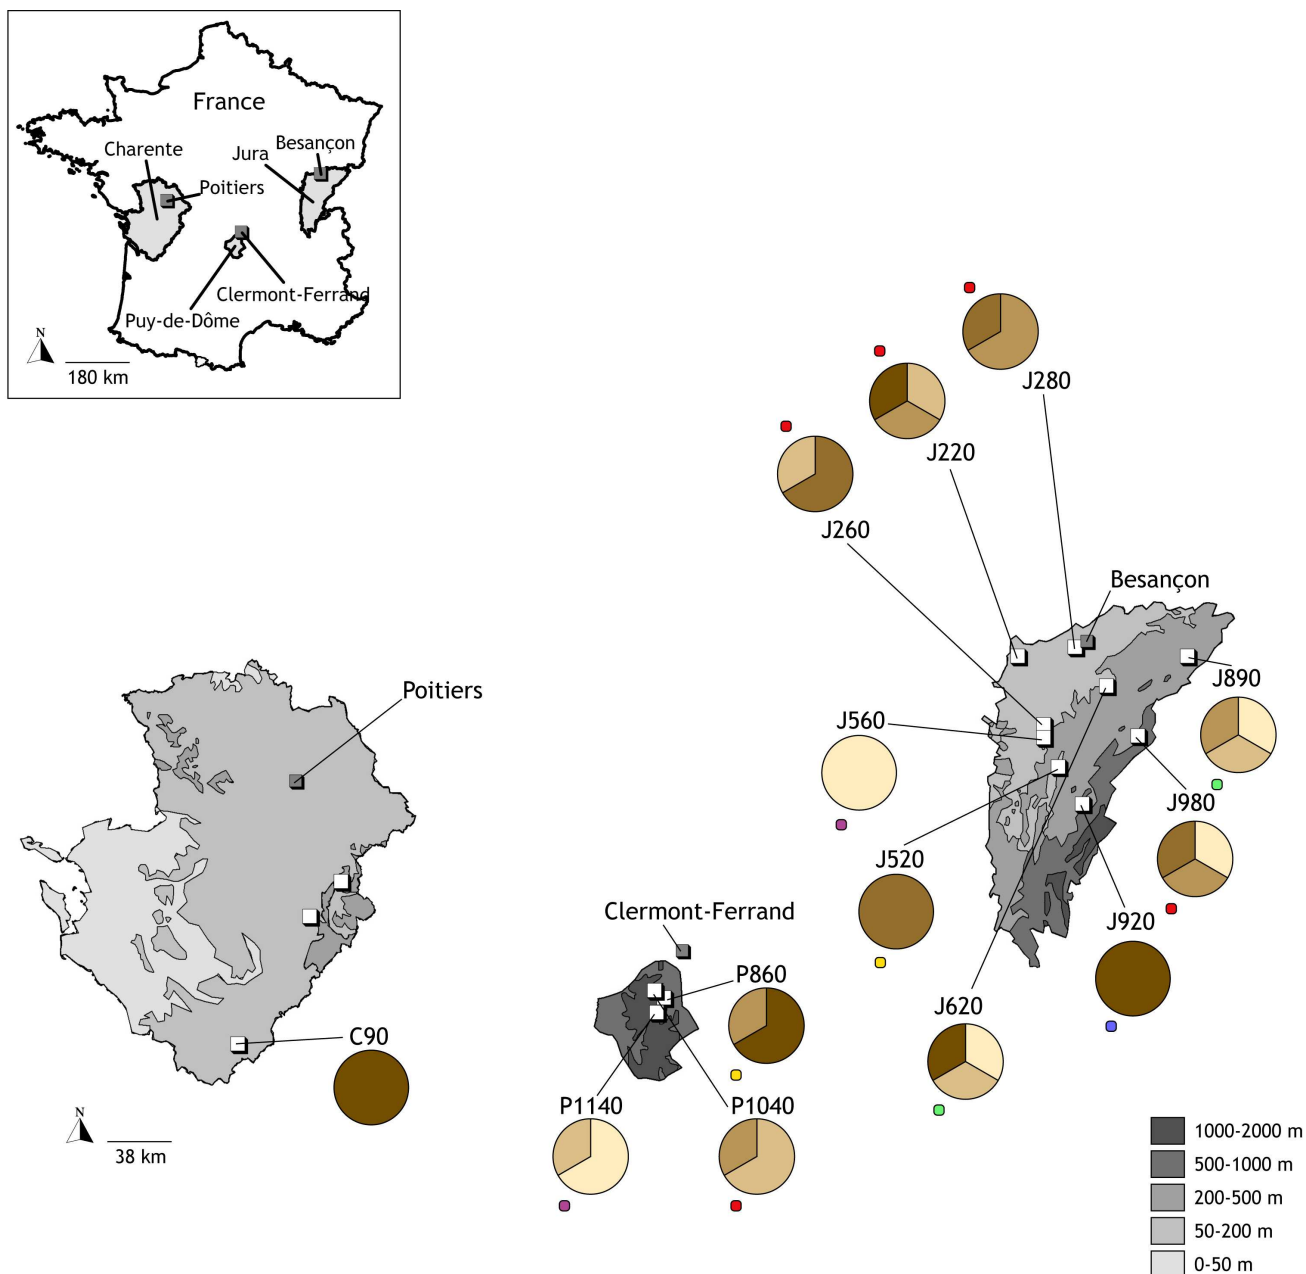 France
Charente
Jura
Besançon
Poitiers
Clermont-Ferrand
Puy-de-Dôme
N
180 km
J280
J220
J260
Besançon
J890
J560
J980
J520
J920
J620
Poitiers
C90
N
38 km
Clermont-Ferrand
P860
P1140
P1040
1000-2000 m
500-1000 m
200-500 m
50-200 m
0-50 m